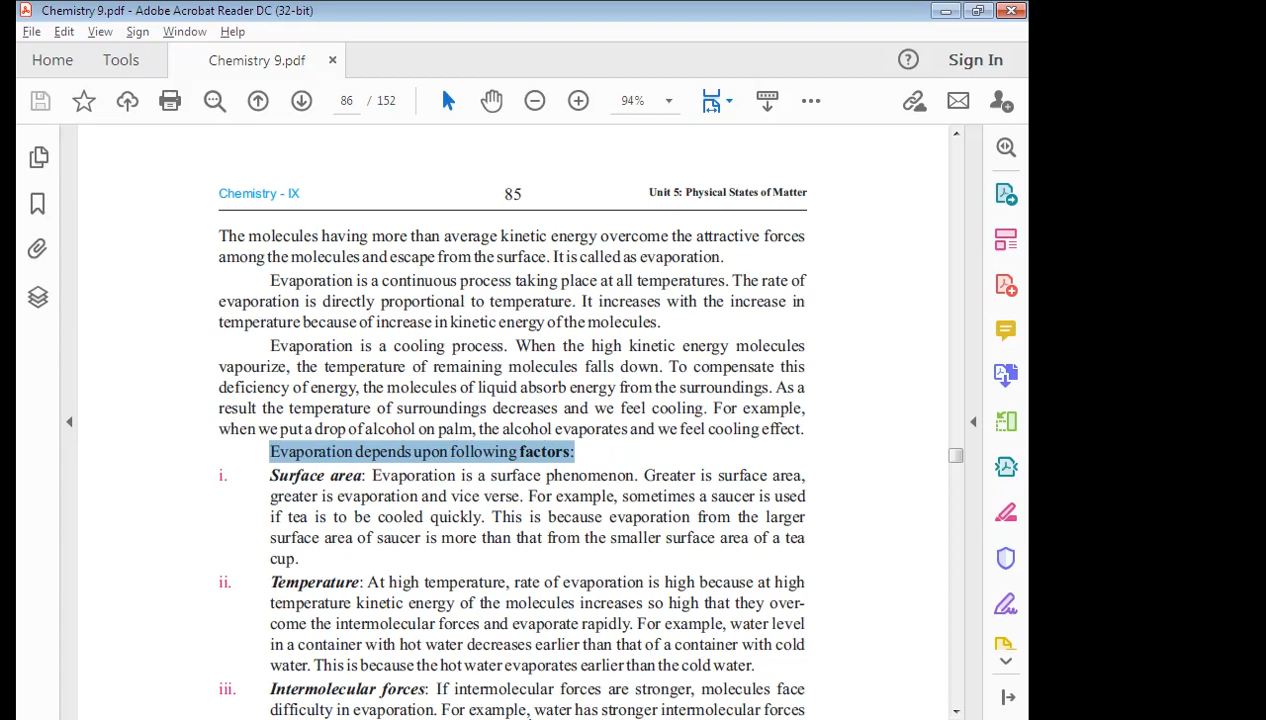 Chemistry 9.pdf - Adobe Acrobat Reader DC (32-bit)
File Edit View Sign Window Help
Home Tools Chemistry 9.pdf × ? Sign In
86 / 152 94%
Chemistry - IX 85 Unit 5: Physical States of Matter
The molecules having more than average kinetic energy overcome the attractive forces
among the molecules and escape from the surface. It is called as evaporation.
Evaporation is a continuous process taking place at all temperatures. The rate of
evaporation is directly proportional to temperature. It increases with the increase in
temperature because of increase in kinetic energy of the molecules.
Evaporation is a cooling process. When the high kinetic energy molecules
vapourize, the temperature of remaining molecules falls down. To compensate this
deficiency of energy, the molecules of liquid absorb energy from the surroundings. As a
result the temperature of surroundings decreases and we feel cooling. For example,
when we put a drop of alcohol on palm, the alcohol evaporates and we feel cooling effect.
Evaporation depends upon following factors:
i. Surface area: Evaporation is a surface phenomenon. Greater is surface area,
greater is evaporation and vice verse. For example, sometimes a saucer is used
if tea is to be cooled quickly. This is because evaporation from the larger
surface area of saucer is more than that from the smaller surface area of a tea
cup.
ii. Temperature: At high temperature, rate of evaporation is high because at high
temperature kinetic energy of the molecules increases so high that they over-
come the intermolecular forces and evaporate rapidly. For example, water level
in a container with hot water decreases earlier than that of a container with cold
water. This is because the hot water evaporates earlier than the cold water.
iii. Intermolecular forces: If intermolecular forces are stronger, molecules face
difficulty in evaporation. For example, water has stronger intermolecular forces